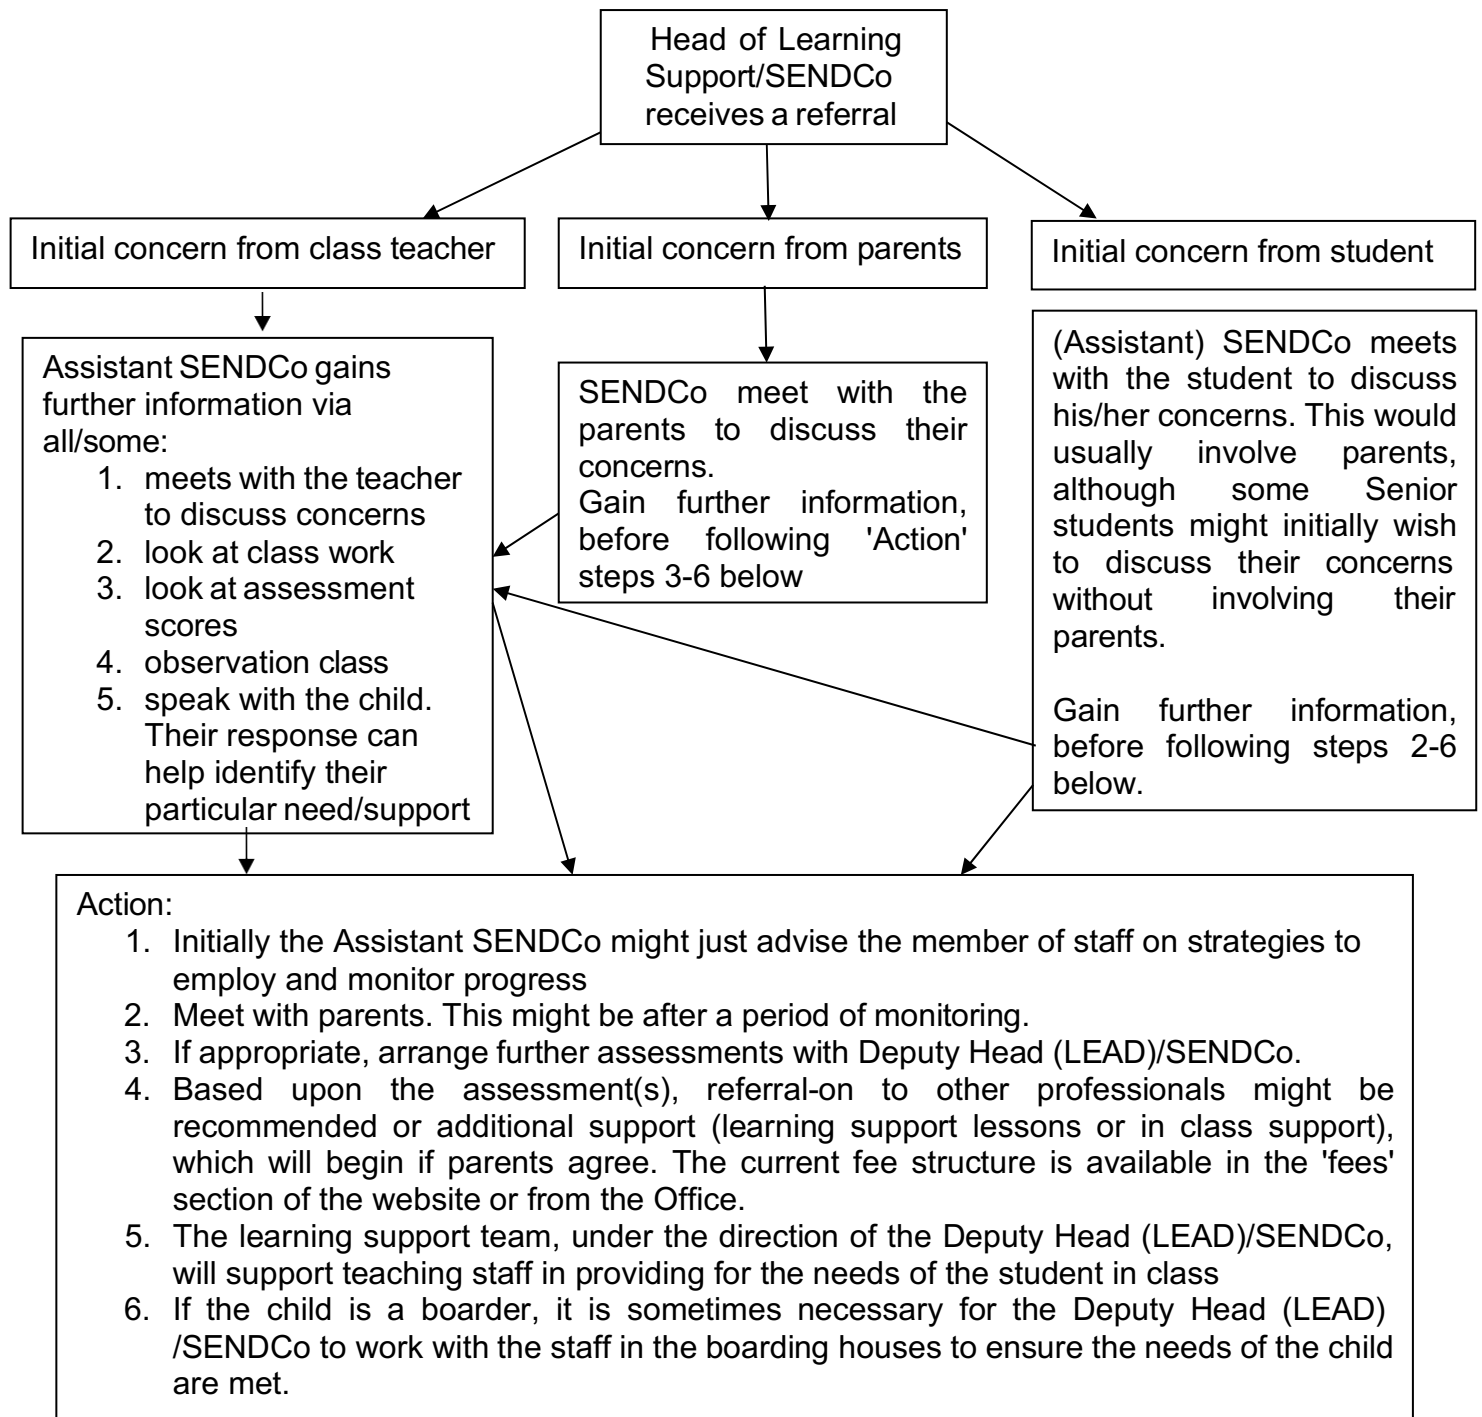 Head of Learning
Support/SENDCo
receives a referral
Initial concern from class teacher
Initial concern from parents
Initial concern from student
Assistant SENDCo gains
further information via
all/some:
1. meets with the teacher
to discuss concerns
2. look at class work
3. look at assessment
scores
4. observation class
5. speak with the child.
Their response can
help identify their
particular need/support
SENDCo meet with the
parents to discuss their
concerns.
Gain further information,
before following 'Action'
steps 3-6 below
(Assistant) SENDCo meets
with the student to discuss
his/her concerns. This would
usually involve parents,
although some Senior
students might initially wish
to discuss their concerns
without involving their
parents.
Gain further information,
before following steps 2-6
below.
Action:
1. Initially the Assistant SENDCo might just advise the member of staff on strategies to
employ and monitor progress
2. Meet with parents. This might be after a period of monitoring.
3. If appropriate, arrange further assessments with Deputy Head (LEAD)/SENDCo.
4. Based upon the assessment(s), referral-on to other professionals might be
recommended or additional support (learning support lessons or in class support),
which will begin if parents agree. The current fee structure is available in the 'fees'
section of the website or from the Office.
5. The learning support team, under the direction of the Deputy Head (LEAD)/SENDCo,
will support teaching staff in providing for the needs of the student in class
6. If the child is a boarder, it is sometimes necessary for the Deputy Head (LEAD)
/SENDCo to work with the staff in the boarding houses to ensure the needs of the child
are met.